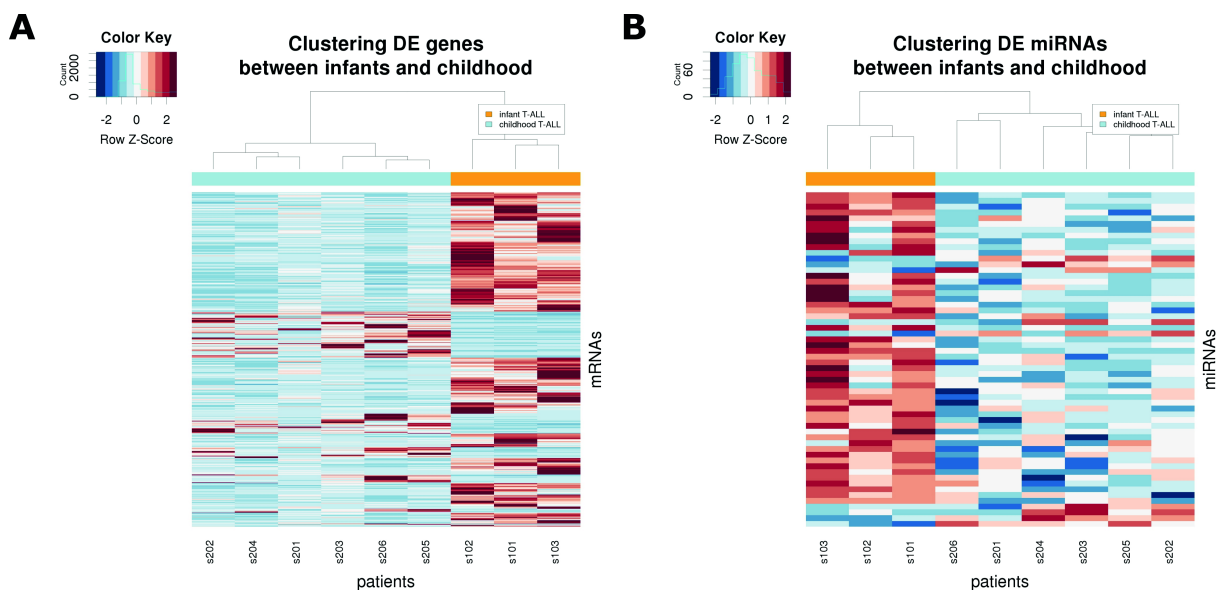 A
Color Key
Count
0 2000
-2 0 1 2
Row Z-Score
Clustering DE genes
between infants and childhood
infant T-ALL
childhood T-ALL
mRNAs
s202 s204 s201 s203 s206 s205 s102 s101 s103
patients
B
Color Key
Count
0 60
-2 0 1 2
Row Z-Score
Clustering DE miRNAs
between infants and childhood
infant T-ALL
childhood T-ALL
miRNAs
s103 s102 s101 s206 s201 s204 s203 s205 s202
patients